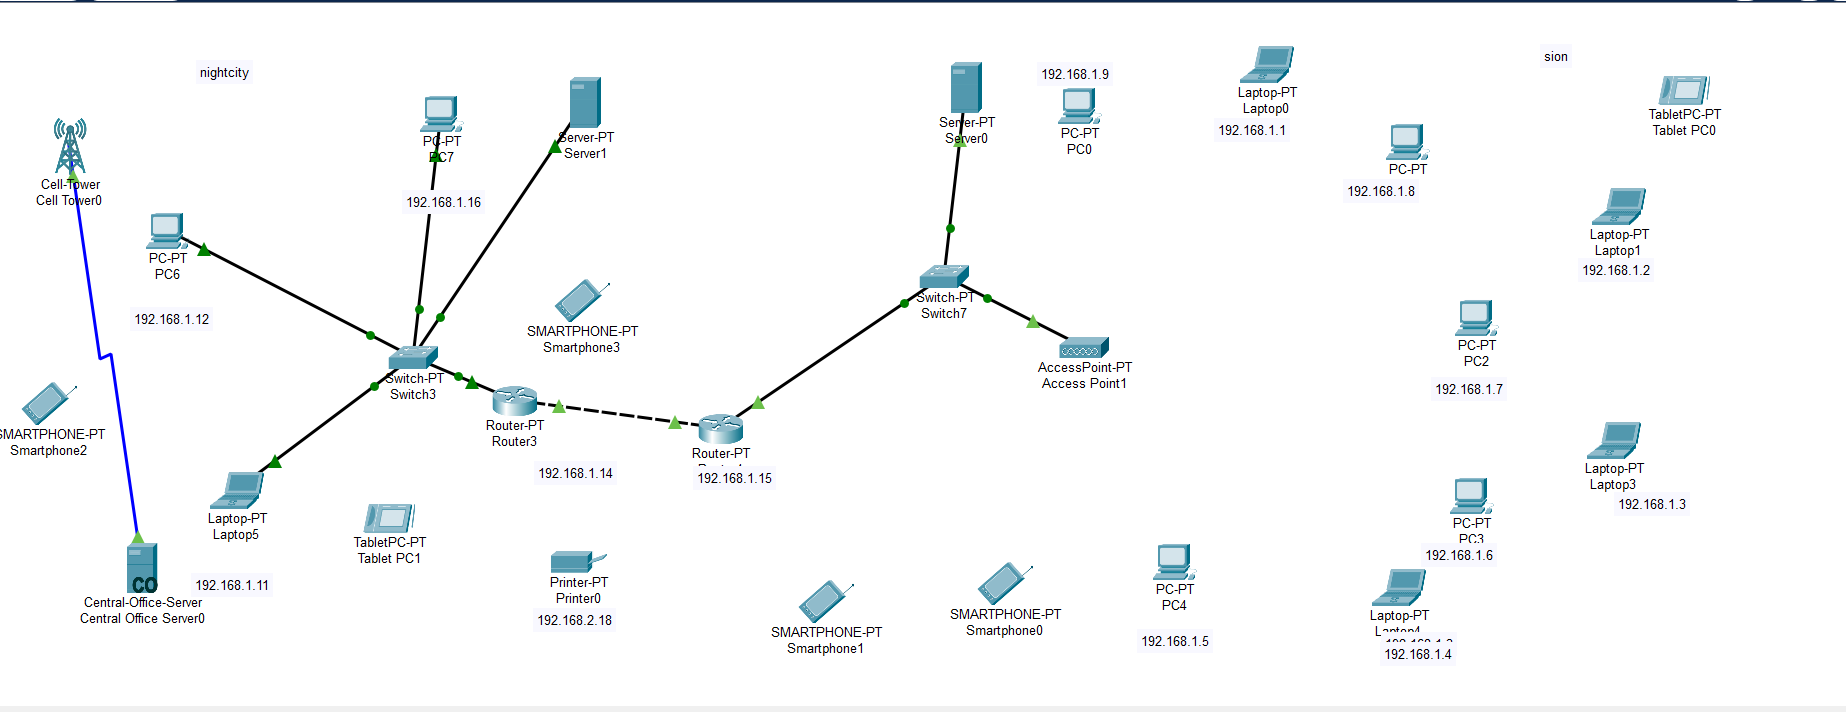 nightcity
sion
Cell-Tower
Cell Tower0
PC-PT
PC7
192.168.1.16
Server-PT
Server1
Server-PT
Server0
192.168.1.9
PC-PT
PC0
Laptop-PT
Laptop0
192.168.1.1
PC-PT
192.168.1.8
TabletPC-PT
Tablet PC0
Laptop-PT
Laptop1
192.168.1.2
PC-PT
PC6
192.168.1.12
SMARTPHONE-PT
Smartphone3
Switch-PT
Switch3
Switch-PT
Switch7
AccessPoint-PT
Access Point1
PC-PT
PC2
192.168.1.7
SMARTPHONE-PT
Smartphone2
Router-PT
Router3
192.168.1.14
Router-PT
192.168.1.15
Laptop-PT
Laptop3
192.168.1.3
Laptop-PT
Laptop5
192.168.1.11
TabletPC-PT
Tablet PC1
PC-PT
PC3
192.168.1.6
CO
Central-Office-Server
Central Office Server0
Printer-PT
Printer0
192.168.2.18
SMARTPHONE-PT
Smartphone1
SMARTPHONE-PT
Smartphone0
PC-PT
PC4
192.168.1.5
Laptop-PT
Laptop4
192.168.1.4